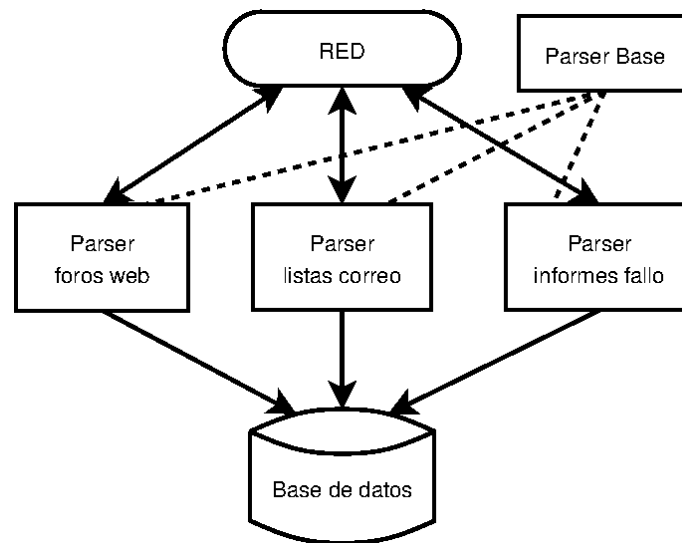 RED
Parser Base
Parser
foros web
Parser
listas correo
Parser
informes fallo
Base de datos